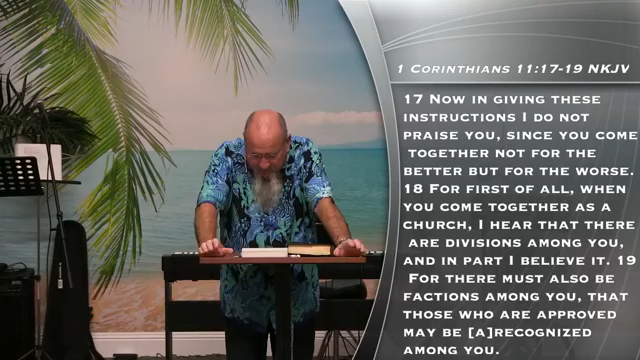 1 Corinthians 11:17-19 NKJV
17 Now in giving these
instructions I do not
praise you, since you come
together not for the
better but for the worse.
18 For first of all, when
you come together as a
church, I hear that there
are divisions among you,
and in part I believe it. 19
For there must also be
factions among you, that
those who are approved
may be [a]recognized
among you.